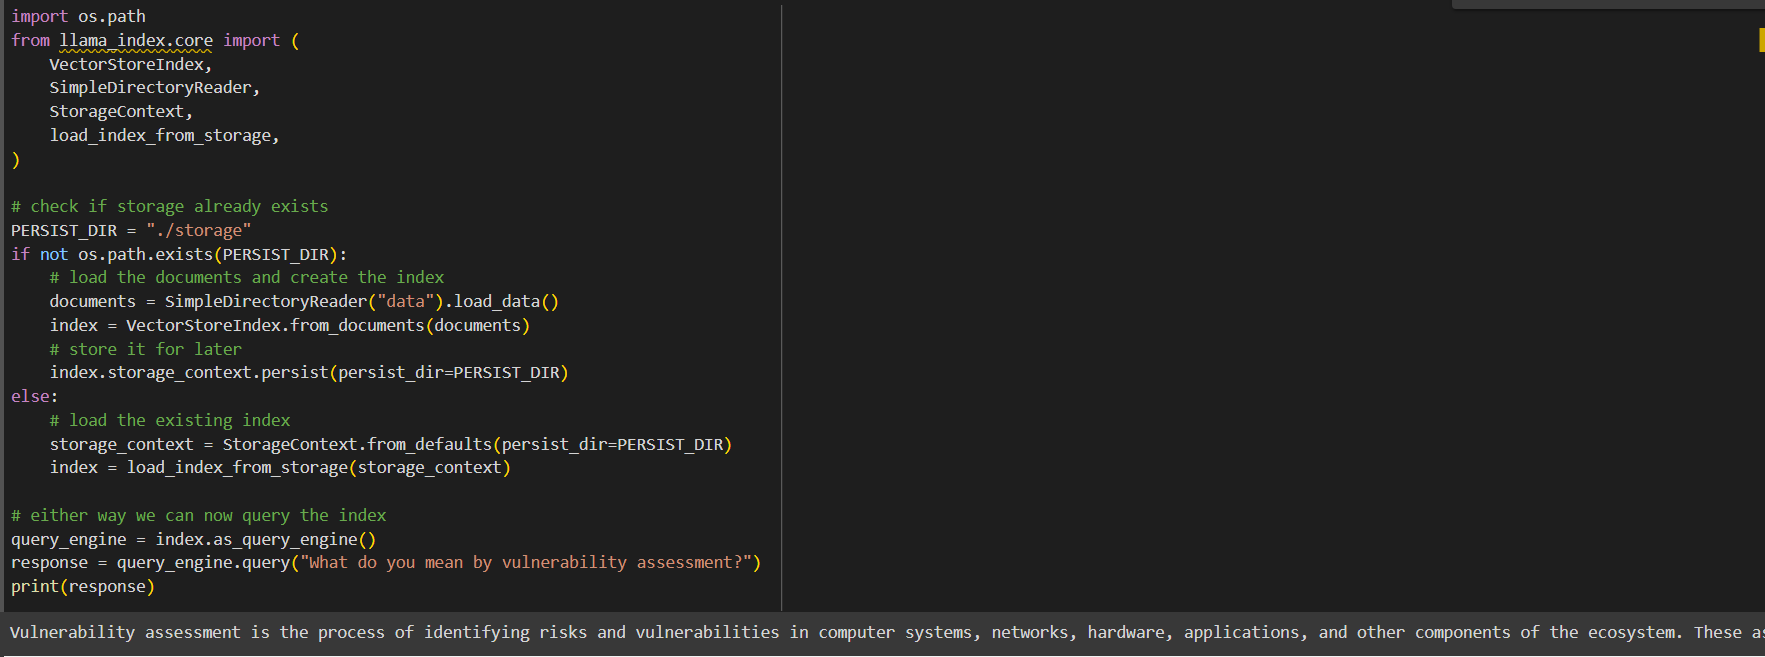 import os.path
from llama_index.core import (
    VectorStoreIndex,
    SimpleDirectoryReader,
    StorageContext,
    load_index_from_storage,
)
# check if storage already exists
PERSIST_DIR = "./storage"
if not os.path.exists(PERSIST_DIR):
    # load the documents and create the index
    documents = SimpleDirectoryReader("data").load_data()
    index = VectorStoreIndex.from_documents(documents)
    # store it for later
    index.storage_context.persist(persist_dir=PERSIST_DIR)
else:
    # load the existing index
    storage_context = StorageContext.from_defaults(persist_dir=PERSIST_DIR)
    index = load_index_from_storage(storage_context)
# either way we can now query the index
query_engine = index.as_query_engine()
response = query_engine.query("What do you mean by vulnerability assessment?")
print(response)
Vulnerability assessment is the process of identifying risks and vulnerabilities in computer systems, networks, hardware, applications, and other components of the ecosystem. These